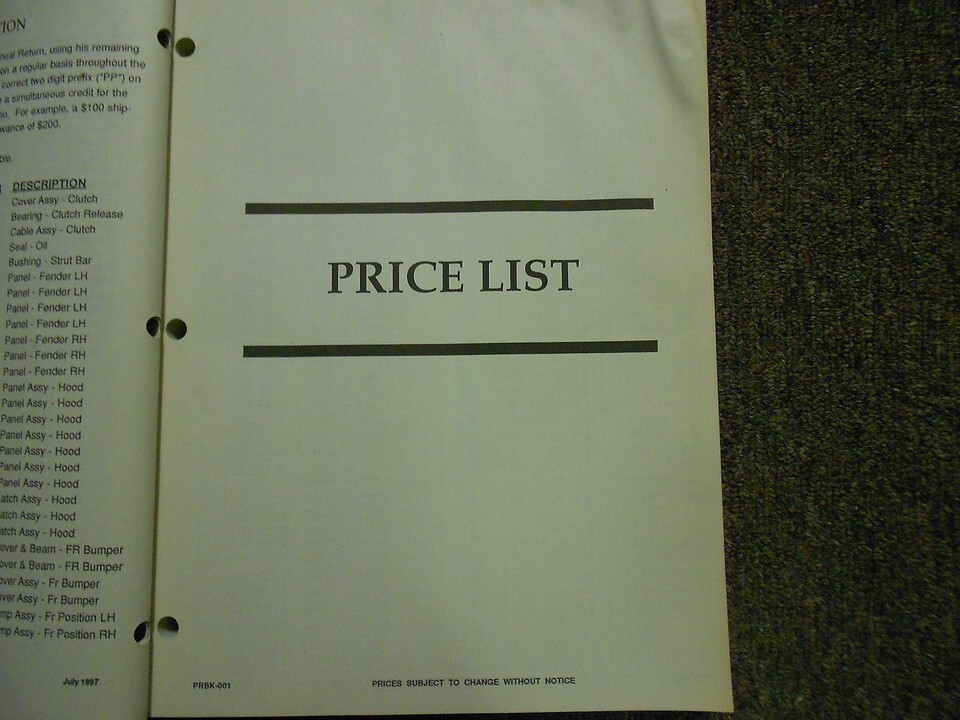 ION
nual Return, using his remaining
on a regular basis throughout the
correct two digit prefix ("PP") on
a simultaneous credit for the
io. For example, a $100 ship-
wance of $200.
ble.
DESCRIPTION
Cover Assy - Clutch
Bearing - Clutch Release
Cable Assy - Clutch
Seal - Oil
Bushing - Strut Bar
Panel - Fender LH
Panel - Fender LH
Panel - Fender LH
Panel - Fender LH
Panel - Fender RH
Panel - Fender RH
Panel - Fender RH
Panel Assy - Hood
Panel Assy - Hood
Panel Assy - Hood
Panel Assy - Hood
Panel Assy - Hood
Panel Assy - Hood
Panel Assy - Hood
atch Assy - Hood
atch Assy - Hood
atch Assy - Hood
over & Beam - FR Bumper
over & Beam - FR Bumper
over Assy - Fr Bumper
over Assy - Fr Bumper
mp Assy - Fr Position LH
mp Assy - Fr Position RH
July 1997
PRICE LIST
PRBK-001
PRICES SUBJECT TO CHANGE WITHOUT NOTICE